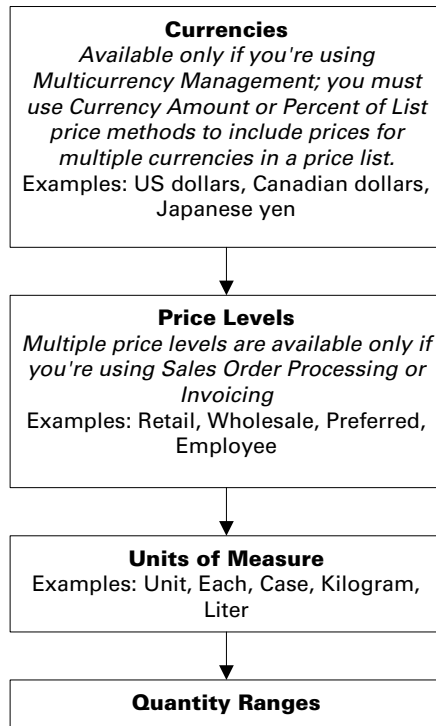 Currencies
Available only if you're using
Multicurrency Management; you must
use Currency Amount or Percent of List
price methods to include prices for
multiple currencies in a price list.
Examples: US dollars, Canadian dollars,
Japanese yen
Price Levels
Multiple price levels are available only if
you're using Sales Order Processing or
Invoicing
Examples: Retail, Wholesale, Preferred,
Employee
Units of Measure
Examples: Unit, Each, Case, Kilogram,
Liter
Quantity Ranges